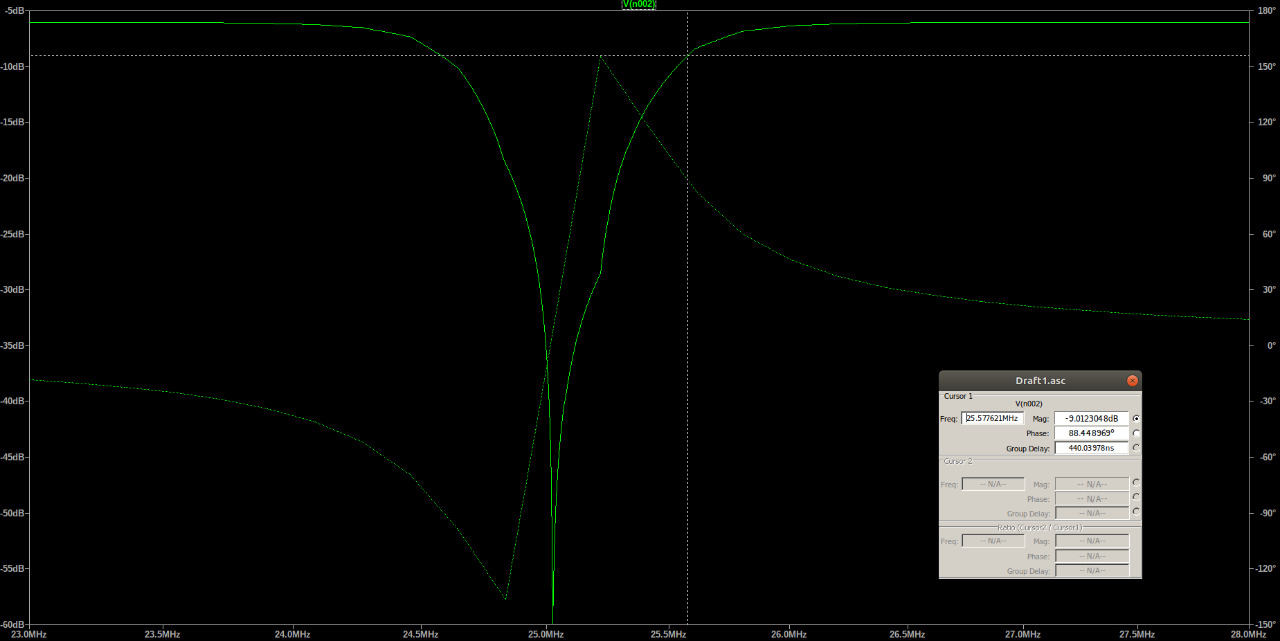 V(n002)
-5dB
-10dB
-15dB
-20dB
-25dB
-30dB
-35dB
-40dB
-45dB
-50dB
-55dB
-60dB
180°
150°
120°
90°
60°
30°
0°
-30°
-60°
-90°
-120°
-150°
23.0MHz 23.5MHz 24.0MHz 24.5MHz 25.0MHz 25.5MHz 26.0MHz 26.5MHz 27.0MHz 27.5MHz 28.0MHz
Draft1.asc
Cursor 1
V(n002)
Freq: 25.577621MHz Mag: -9.0123048dB
Phase: 88.448969°
Group Delay: 440.03978ns
Cursor 2
Freq: -- N/A-- Mag: -- N/A--
Phase: -- N/A--
Group Delay: -- N/A--
Ratio (Cursor2 / Cursor1)
Freq: -- N/A-- Mag: -- N/A--
Phase: -- N/A--
Group Delay: -- N/A--